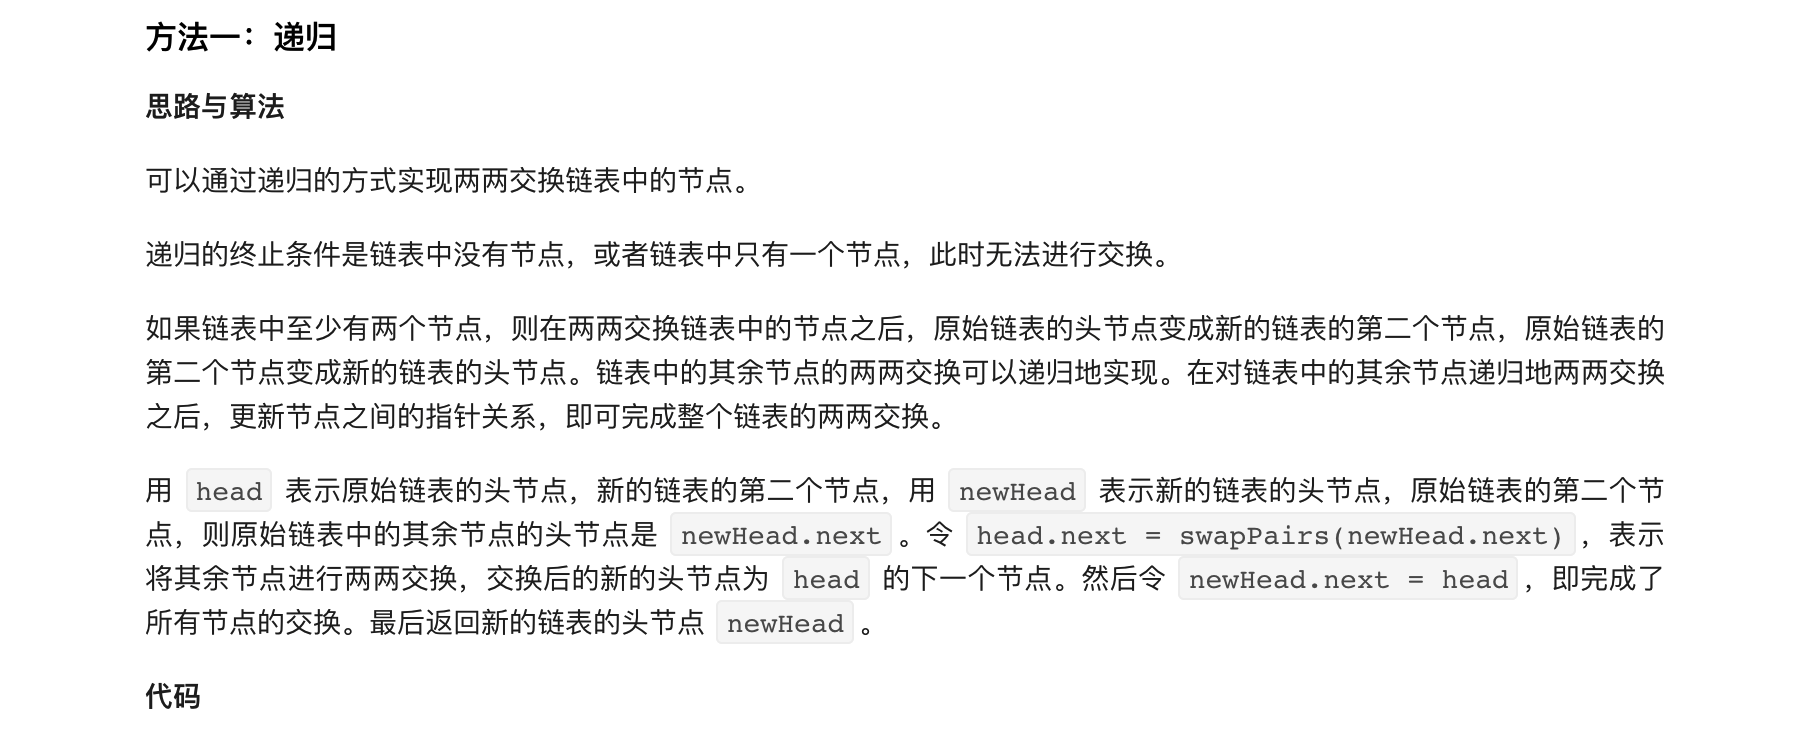 方法一：递归
思路与算法
可以通过递归的方式实现两两交换链表中的节点。
递归的终止条件是链表中没有节点，或者链表中只有一个节点，此时无法进行交换。
如果链表中至少有两个节点，则在两两交换链表中的节点之后，原始链表的头节点变成新的链表的第二个节点，原始链表的
第二个节点变成新的链表的头节点。链表中的其余节点的两两交换可以递归地实现。在对链表中的其余节点递归地两两交换
之后，更新节点之间的指针关系，即可完成整个链表的两两交换。
用 head 表示原始链表的头节点，新的链表的第二个节点，用 newHead 表示新的链表的头节点，原始链表的第二个节
点，则原始链表中的其余节点的头节点是 newHead.next 。令 head.next = swapPairs(newHead.next) ，表示
将其余节点进行两两交换，交换后的新的头节点为 head 的下一个节点。然后令 newHead.next = head ，即完成了
所有节点的交换。最后返回新的链表的头节点 newHead 。
代码